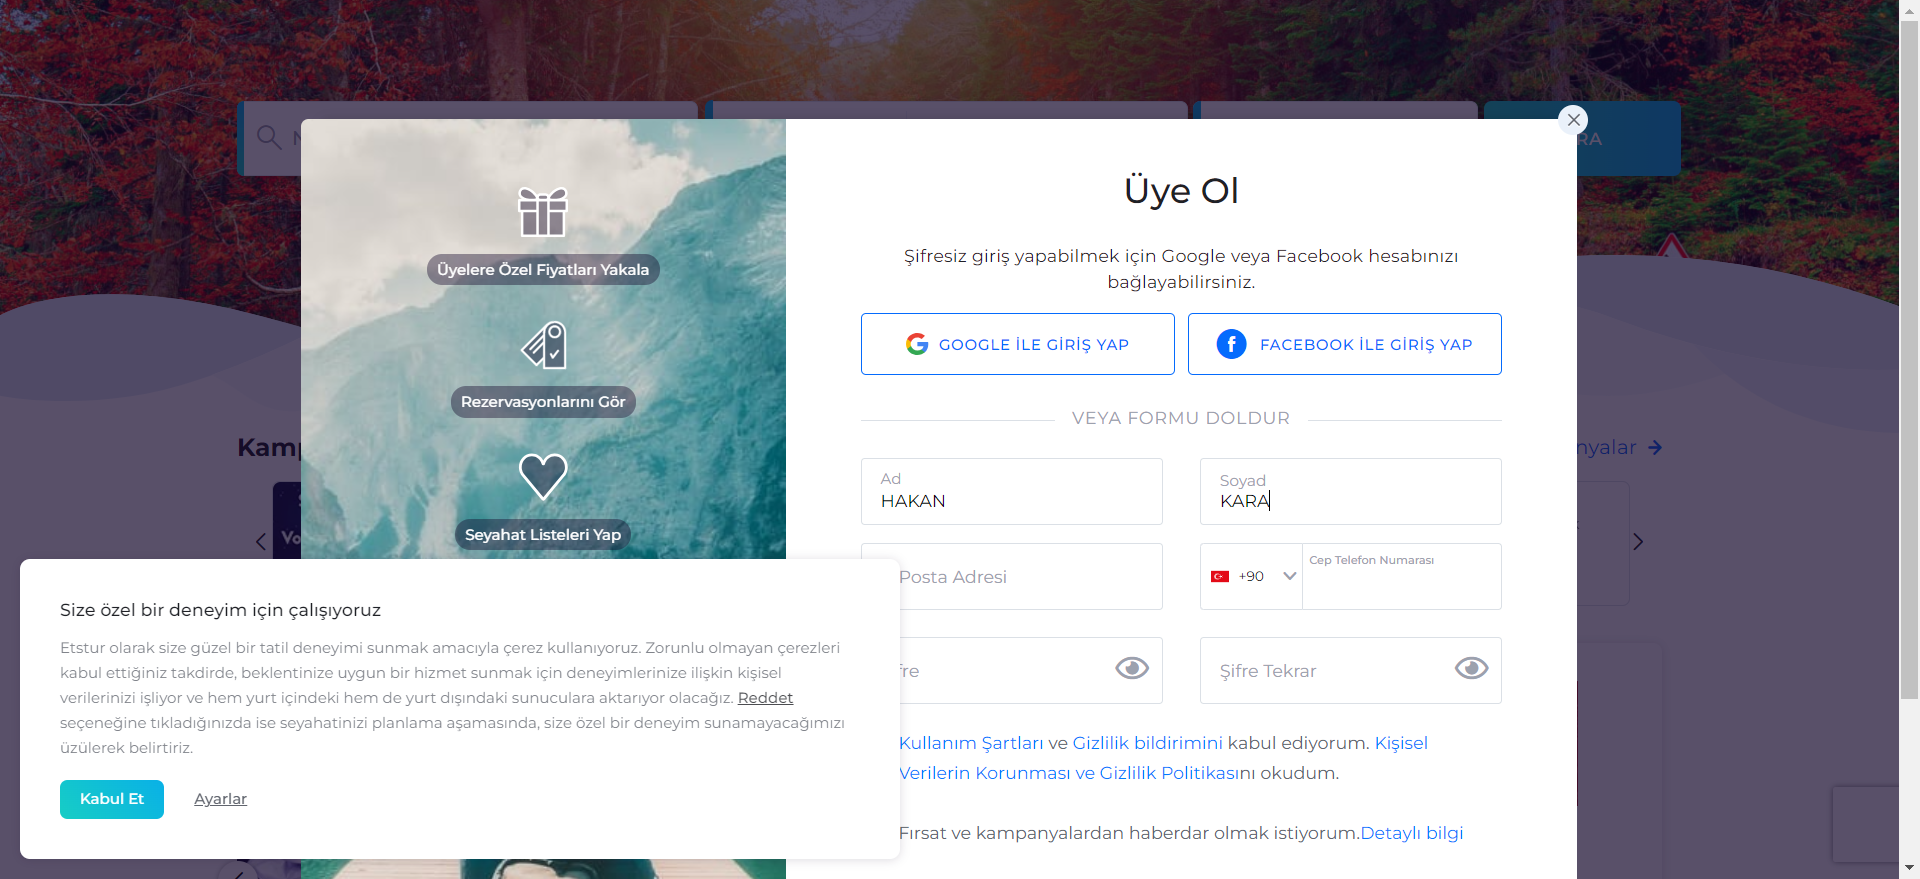 RA
Üye Ol
Şifresiz giriş yapabilmek için Google veya Facebook hesabınızı
bağlayabilirsiniz.
GOOGLE İLE GİRİŞ YAP
FACEBOOK İLE GİRİŞ YAP
VEYA FORMU DOLDUR
Üyelere Özel Fiyatları Yakala
Rezervasyonlarını Gör
Seyahat Listeleri Yap
Kamp
nyalar
Vo
Ad
HAKAN
Soyad
KARA
Posta Adresi
+90
Cep Telefon Numarası
fre
Şifre Tekrar
Kullanım Şartları ve Gizlilik bildirimini kabul ediyorum. Kişisel
Verilerin Korunması ve Gizlilik Politikasını okudum.
Fırsat ve kampanyalardan haberdar olmak istiyorum.Detaylı bilgi
Size özel bir deneyim için çalışıyoruz
Etstur olarak size güzel bir tatil deneyimi sunmak amacıyla çerez kullanıyoruz. Zorunlu olmayan çerezleri
kabul ettiğiniz takdirde, beklentinize uygun bir hizmet sunmak için deneyimlerinize ilişkin kişisel
verilerinizi işliyor ve hem yurt içindeki hem de yurt dışındaki sunuculara aktarıyor olacağız. Reddet
seçeneğine tıkladığınızda ise seyahatinizi planlama aşamasında, size özel bir deneyim sunamayacağımızı
üzülerek belirtiriz.
Kabul Et
Ayarlar